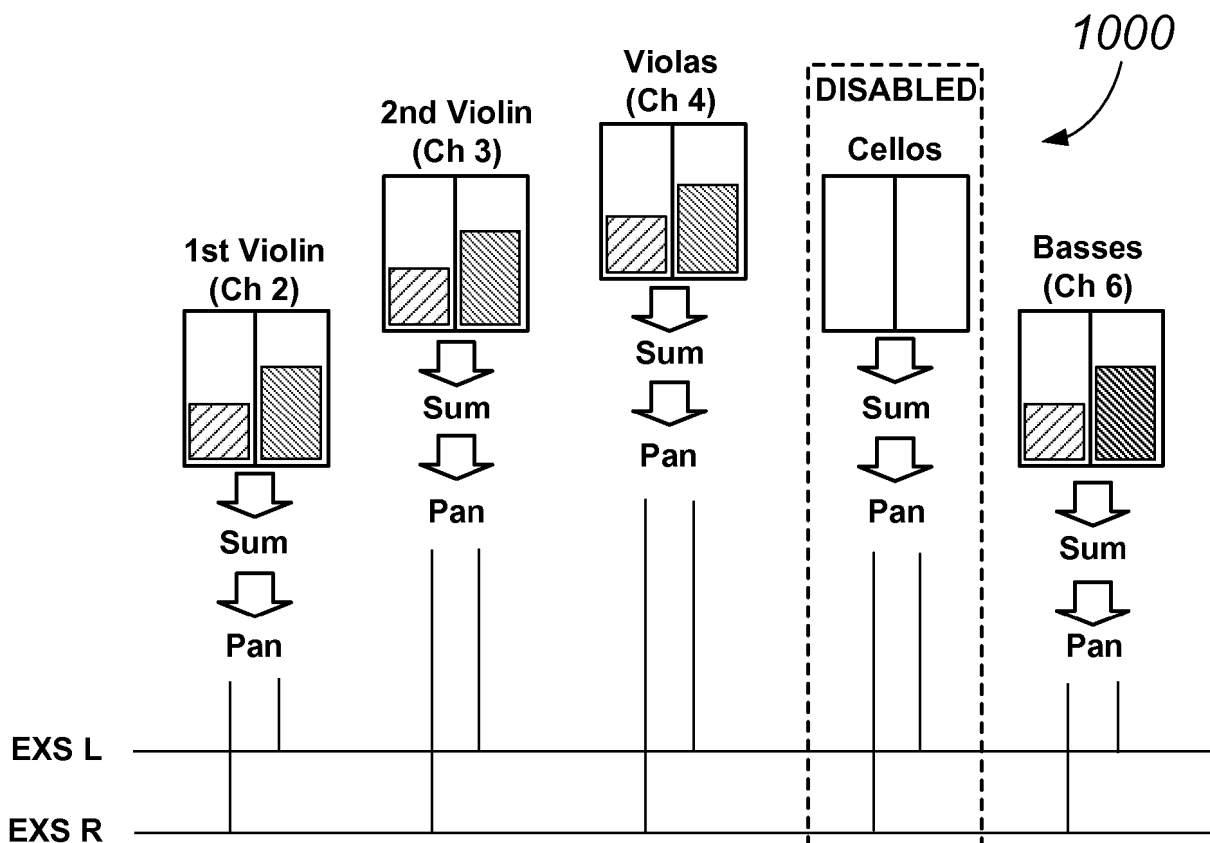 1000
Violas
(Ch 4)
DISABLED
2nd Violin
(Ch 3)
Cellos
1st Violin
(Ch 2)
Basses
(Ch 6)
Sum
Pan
Sum
Pan
Sum
Pan
Sum
Pan
Sum
Pan
EXS L
EXS R